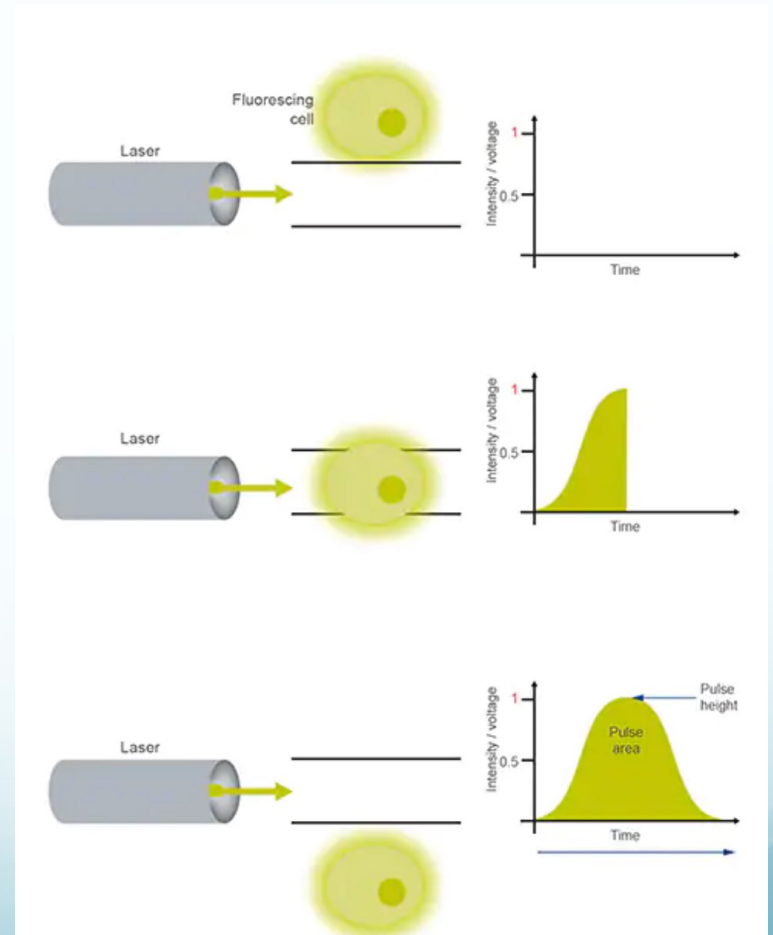 Fluorescing
cell
Laser
Intensity / voltage
1
0.5
Time
Laser
Intensity / voltage
1
0.5
Time
Laser
Intensity / voltage
1
0.5
Pulse
height
Pulse
area
Time